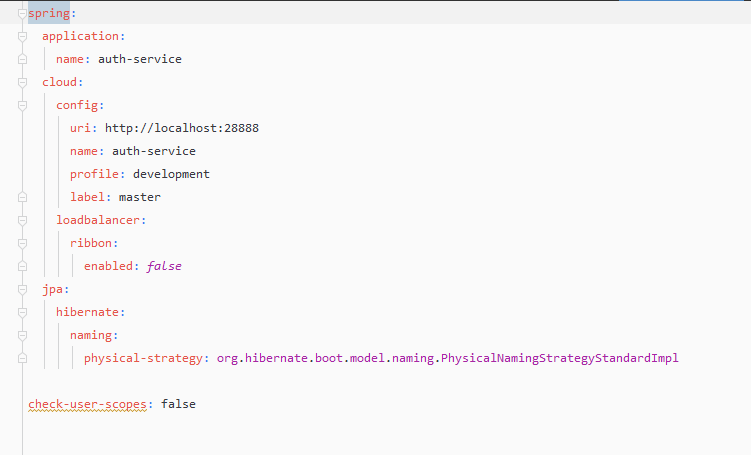 spring:
  application:
    name: auth-service
  cloud:
    config:
      uri: http://localhost:28888
      name: auth-service
      profile: development
      label: master
    loadbalancer:
      ribbon:
        enabled: false
  jpa:
    hibernate:
      naming:
        physical-strategy: org.hibernate.boot.model.naming.PhysicalNamingStrategyStandardImpl

check-user-scopes: false